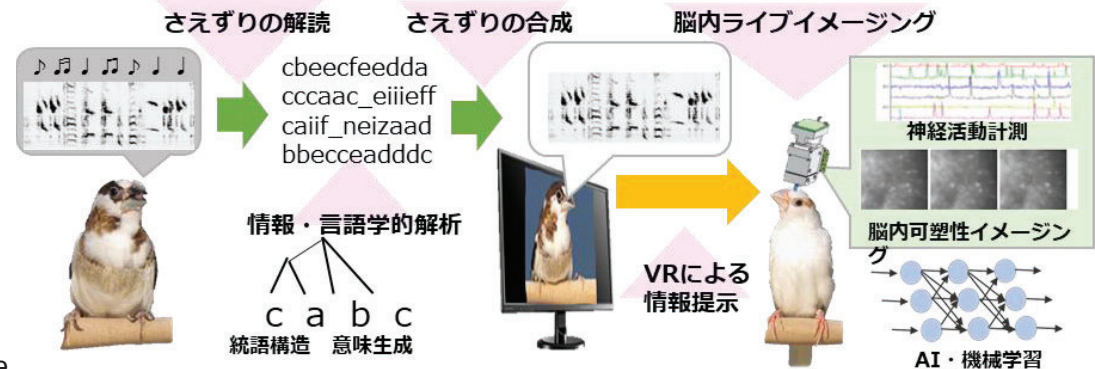 さえずりの解読
さえずりの合成
脳内ライブイメージング
cbeecfeedda
cccaac_eiiieff
caiif_neizaad
bbecceadddc
神経活動計測
脳内可塑性イメージン
グ
情報・言語学的解析
c a b c
統語構造 意味生成
VRによる
情報提示
AI・機械学習
e